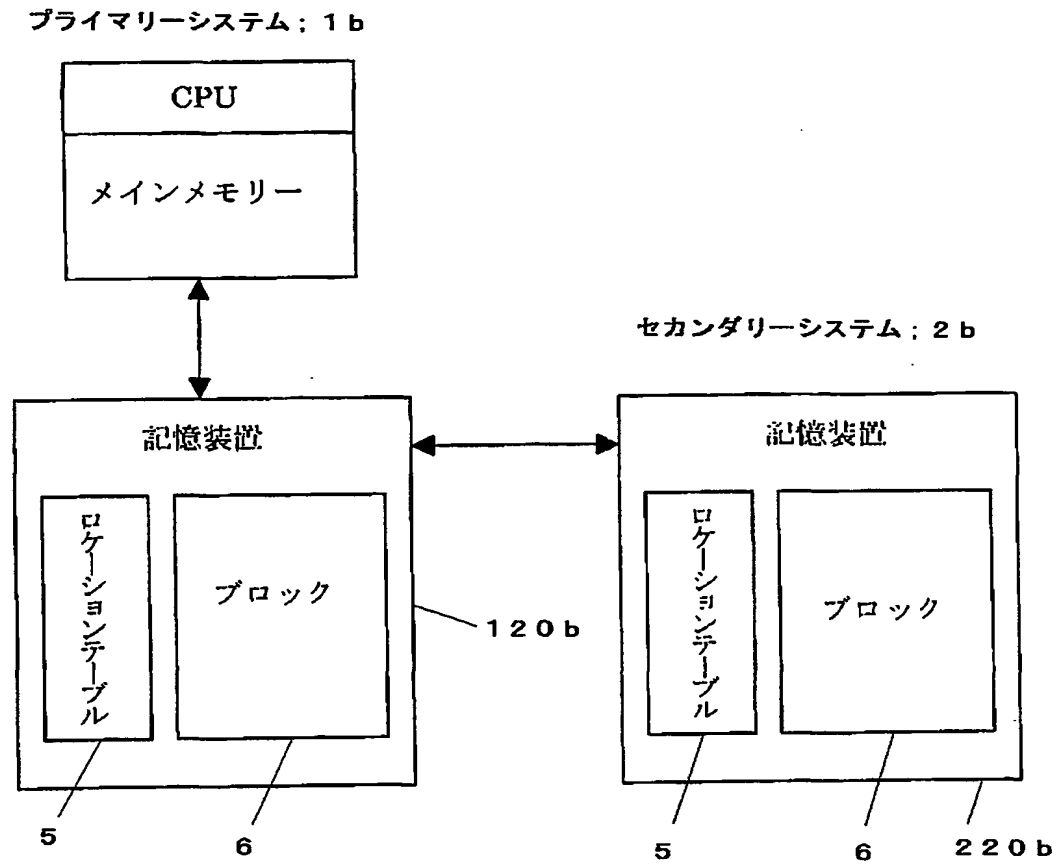 プライマリーシステム；１ｂ
CPU
メインメモリー
セカンダリーシステム；２ｂ
記憶装置
記憶装置
ロケーションテーブル
ブロック
ロケーションテーブル
ブロック
１２０ｂ
５
６
５
６
２２０ｂ